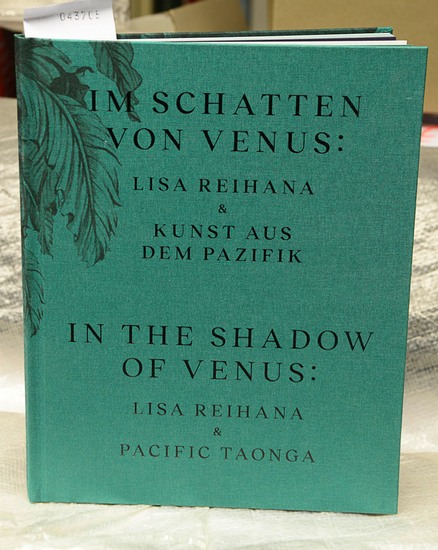 IM SCHATTEN
VON VENUS:
LISA REIHANA
&
KUNST AUS
DEM PAZIFIK
IN THE SHADOW
OF VENUS:
LISA REIHANA
&
PACIFIC TAONGA